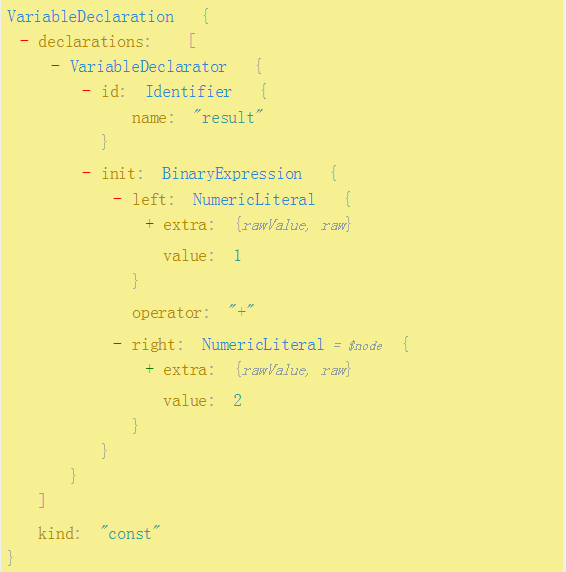 VariableDeclaration {
- declarations: [
- VariableDeclarator {
- id: Identifier {
name: "result"
}
- init: BinaryExpression {
- left: NumericLiteral {
+ extra: {rawValue, raw}
value: 1
}
operator: "+"
- right: NumericLiteral = $node {
+ extra: {rawValue, raw}
value: 2
}
}
}
]
kind: "const"
}